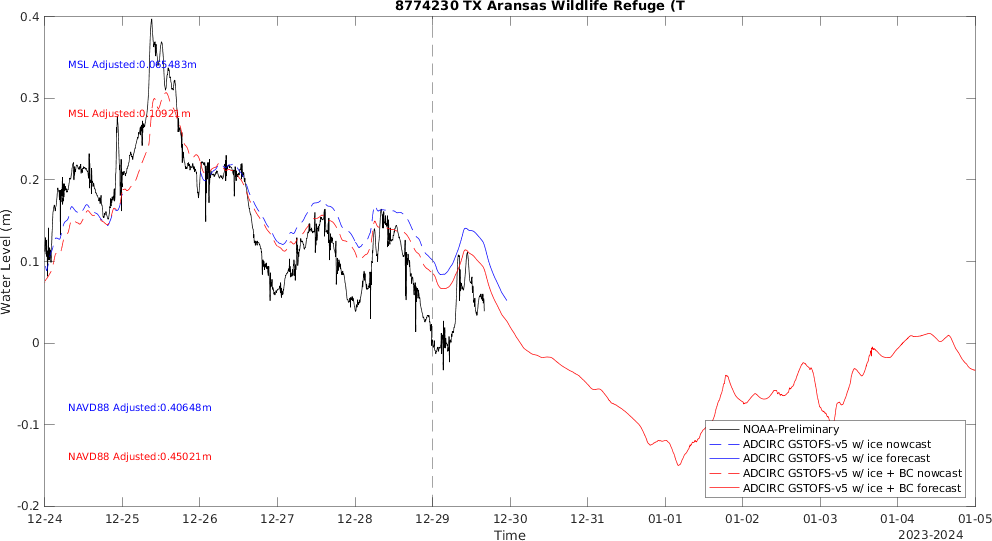 8774230 TX Aransas Wildlife Refuge (T
0.4
0.3
0.2
0.1
0
-0.1
-0.2
Water Level (m)
MSL Adjusted:0.065483m
MSL Adjusted:0.10921m
NAVD88 Adjusted:0.40648m
NAVD88 Adjusted:0.45021m
NOAA-Preliminary
ADCIRC GSTOFS-v5 w/ ice nowcast
ADCIRC GSTOFS-v5 w/ ice forecast
ADCIRC GSTOFS-v5 w/ ice + BC nowcast
ADCIRC GSTOFS-v5 w/ ice + BC forecast
12-24 12-25 12-26 12-27 12-28 12-29 12-30 12-31 01-01 01-02 01-03 01-04 01-05
Time
2023-2024